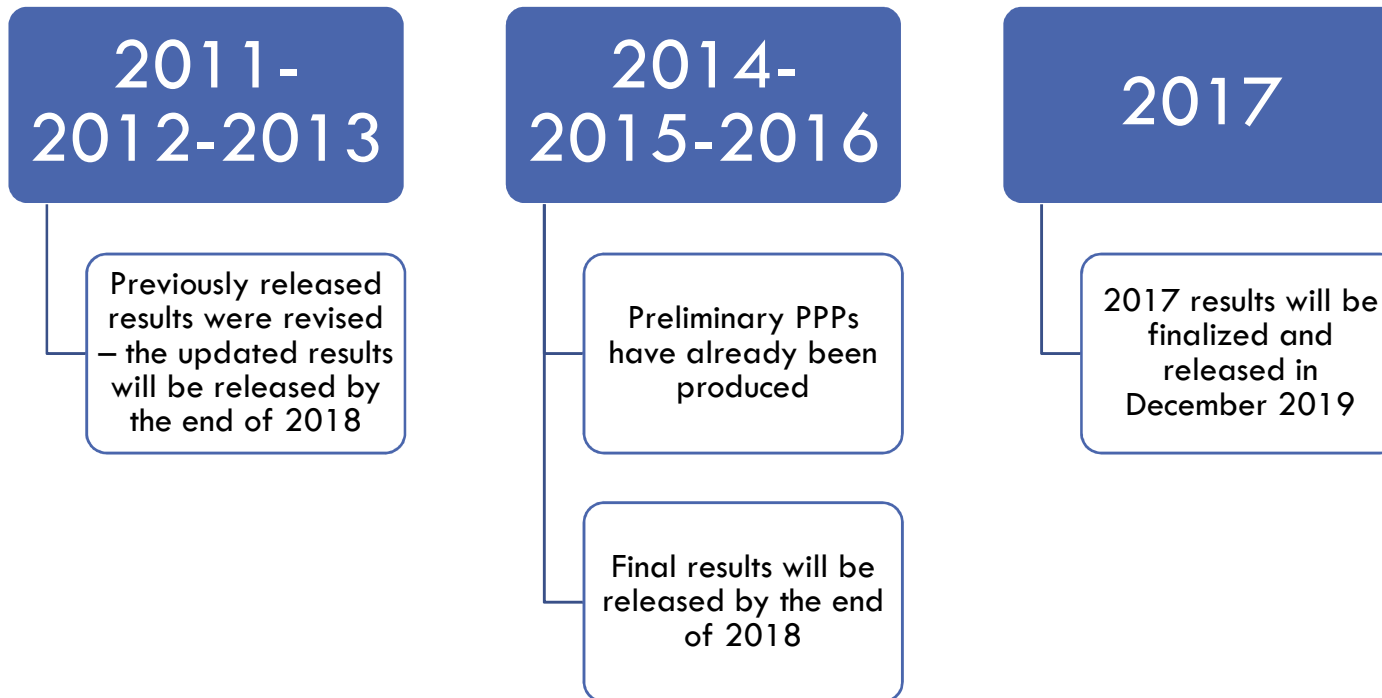 2011-
2012-2013
Previously released
results were revised
– the updated results
will be released by
the end of 2018
2014-
2015-2016
Preliminary PPPs
have already been
produced
Final results will be
released by the end
of 2018
2017
2017 results will be
finalized and
released in
December 2019